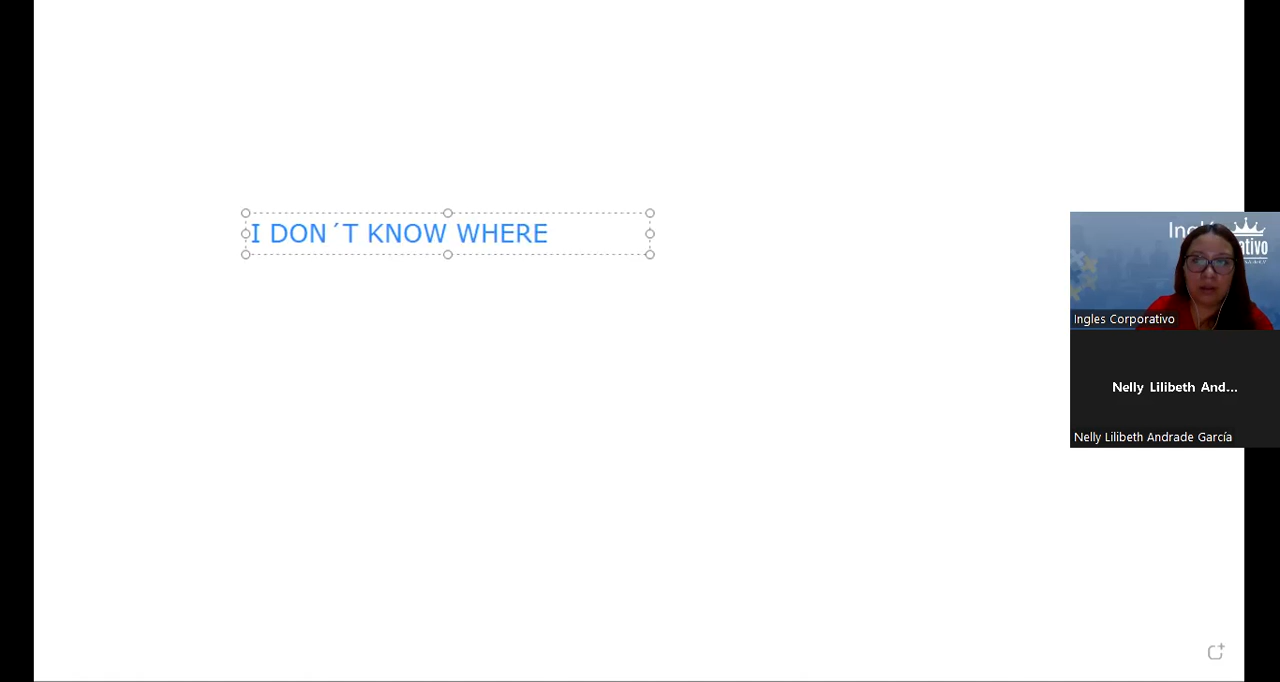 I DON´T KNOW WHERE
Ingles Corporativo
Nelly Lilibeth And...
Nelly Lilibeth Andrade García